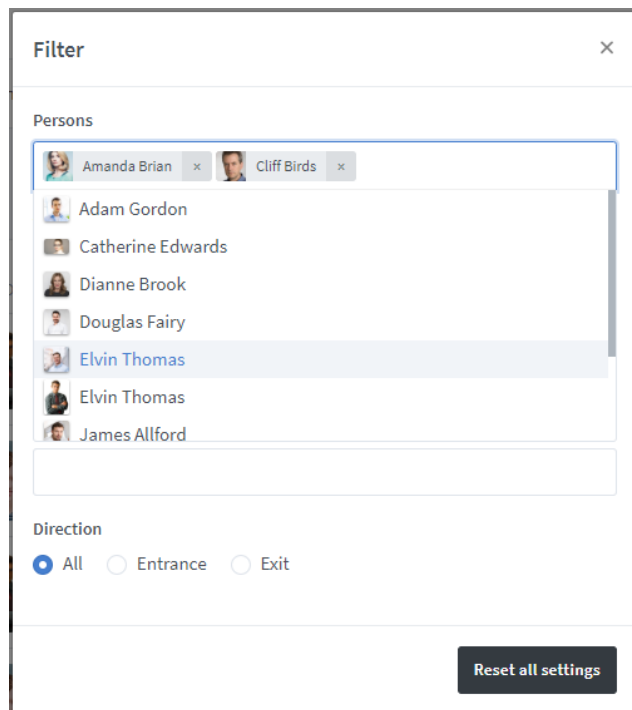 Filter ×
Persons
Amanda Brian × Cliff Birds ×
Adam Gordon
Catherine Edwards
Dianne Brook
Douglas Fairy
Elvin Thomas
Elvin Thomas
James Allford
Direction
All Entrance Exit
Reset all settings